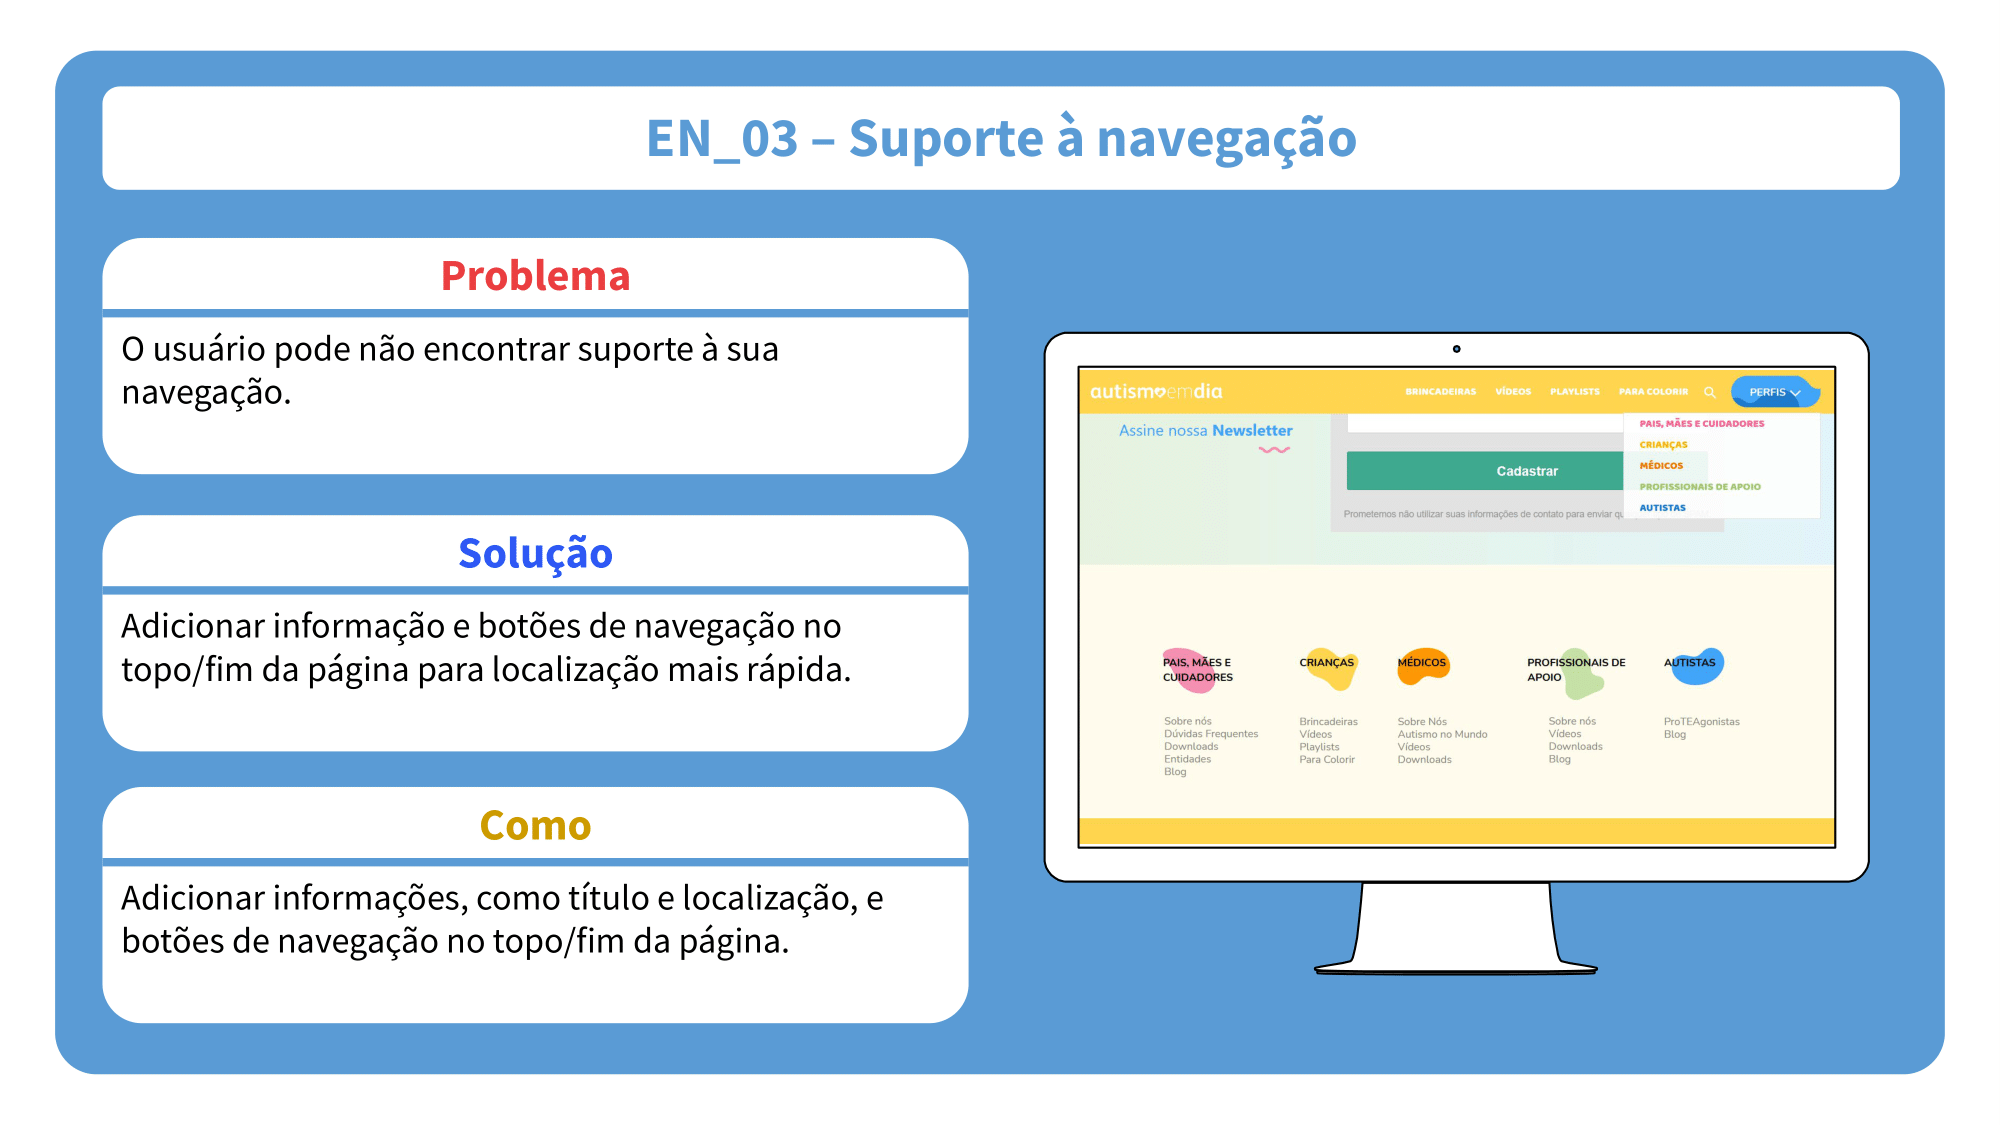 EN_03 – Suporte à navegação
Problema
O usuário pode não encontrar suporte à sua
navegação.
Solução
Adicionar informação e botões de navegação no
topo/fim da página para localização mais rápida.
Como
Adicionar informações, como título e localização, e
botões de navegação no topo/fim da página.
autismoemdia
BRINCADEIRAS VÍDEOS PLAYLISTS PARA COLORIR PERFIS
PAIS, MÃES E CUIDADORES
CRIANÇAS
MÉDICOS
PROFISSIONAIS DE APOIO
AUTISTAS
Assine nossa Newsletter
Cadastrar
Prometemos não utilizar suas informações de contato para enviar
PAIS, MÃES E
CUIDADORES
Sobre nós
Dúvidas Frequentes
Downloads
Entidades
Blog
CRIANÇAS
Brincadeiras
Vídeos
Playlists
Para Colorir
MÉDICOS
Sobre Nós
Autismo no Mundo
Vídeos
Downloads
PROFISSIONAIS DE
APOIO
Sobre nós
Vídeos
Downloads
Blog
AUTISTAS
ProTEAgonistas
Blog